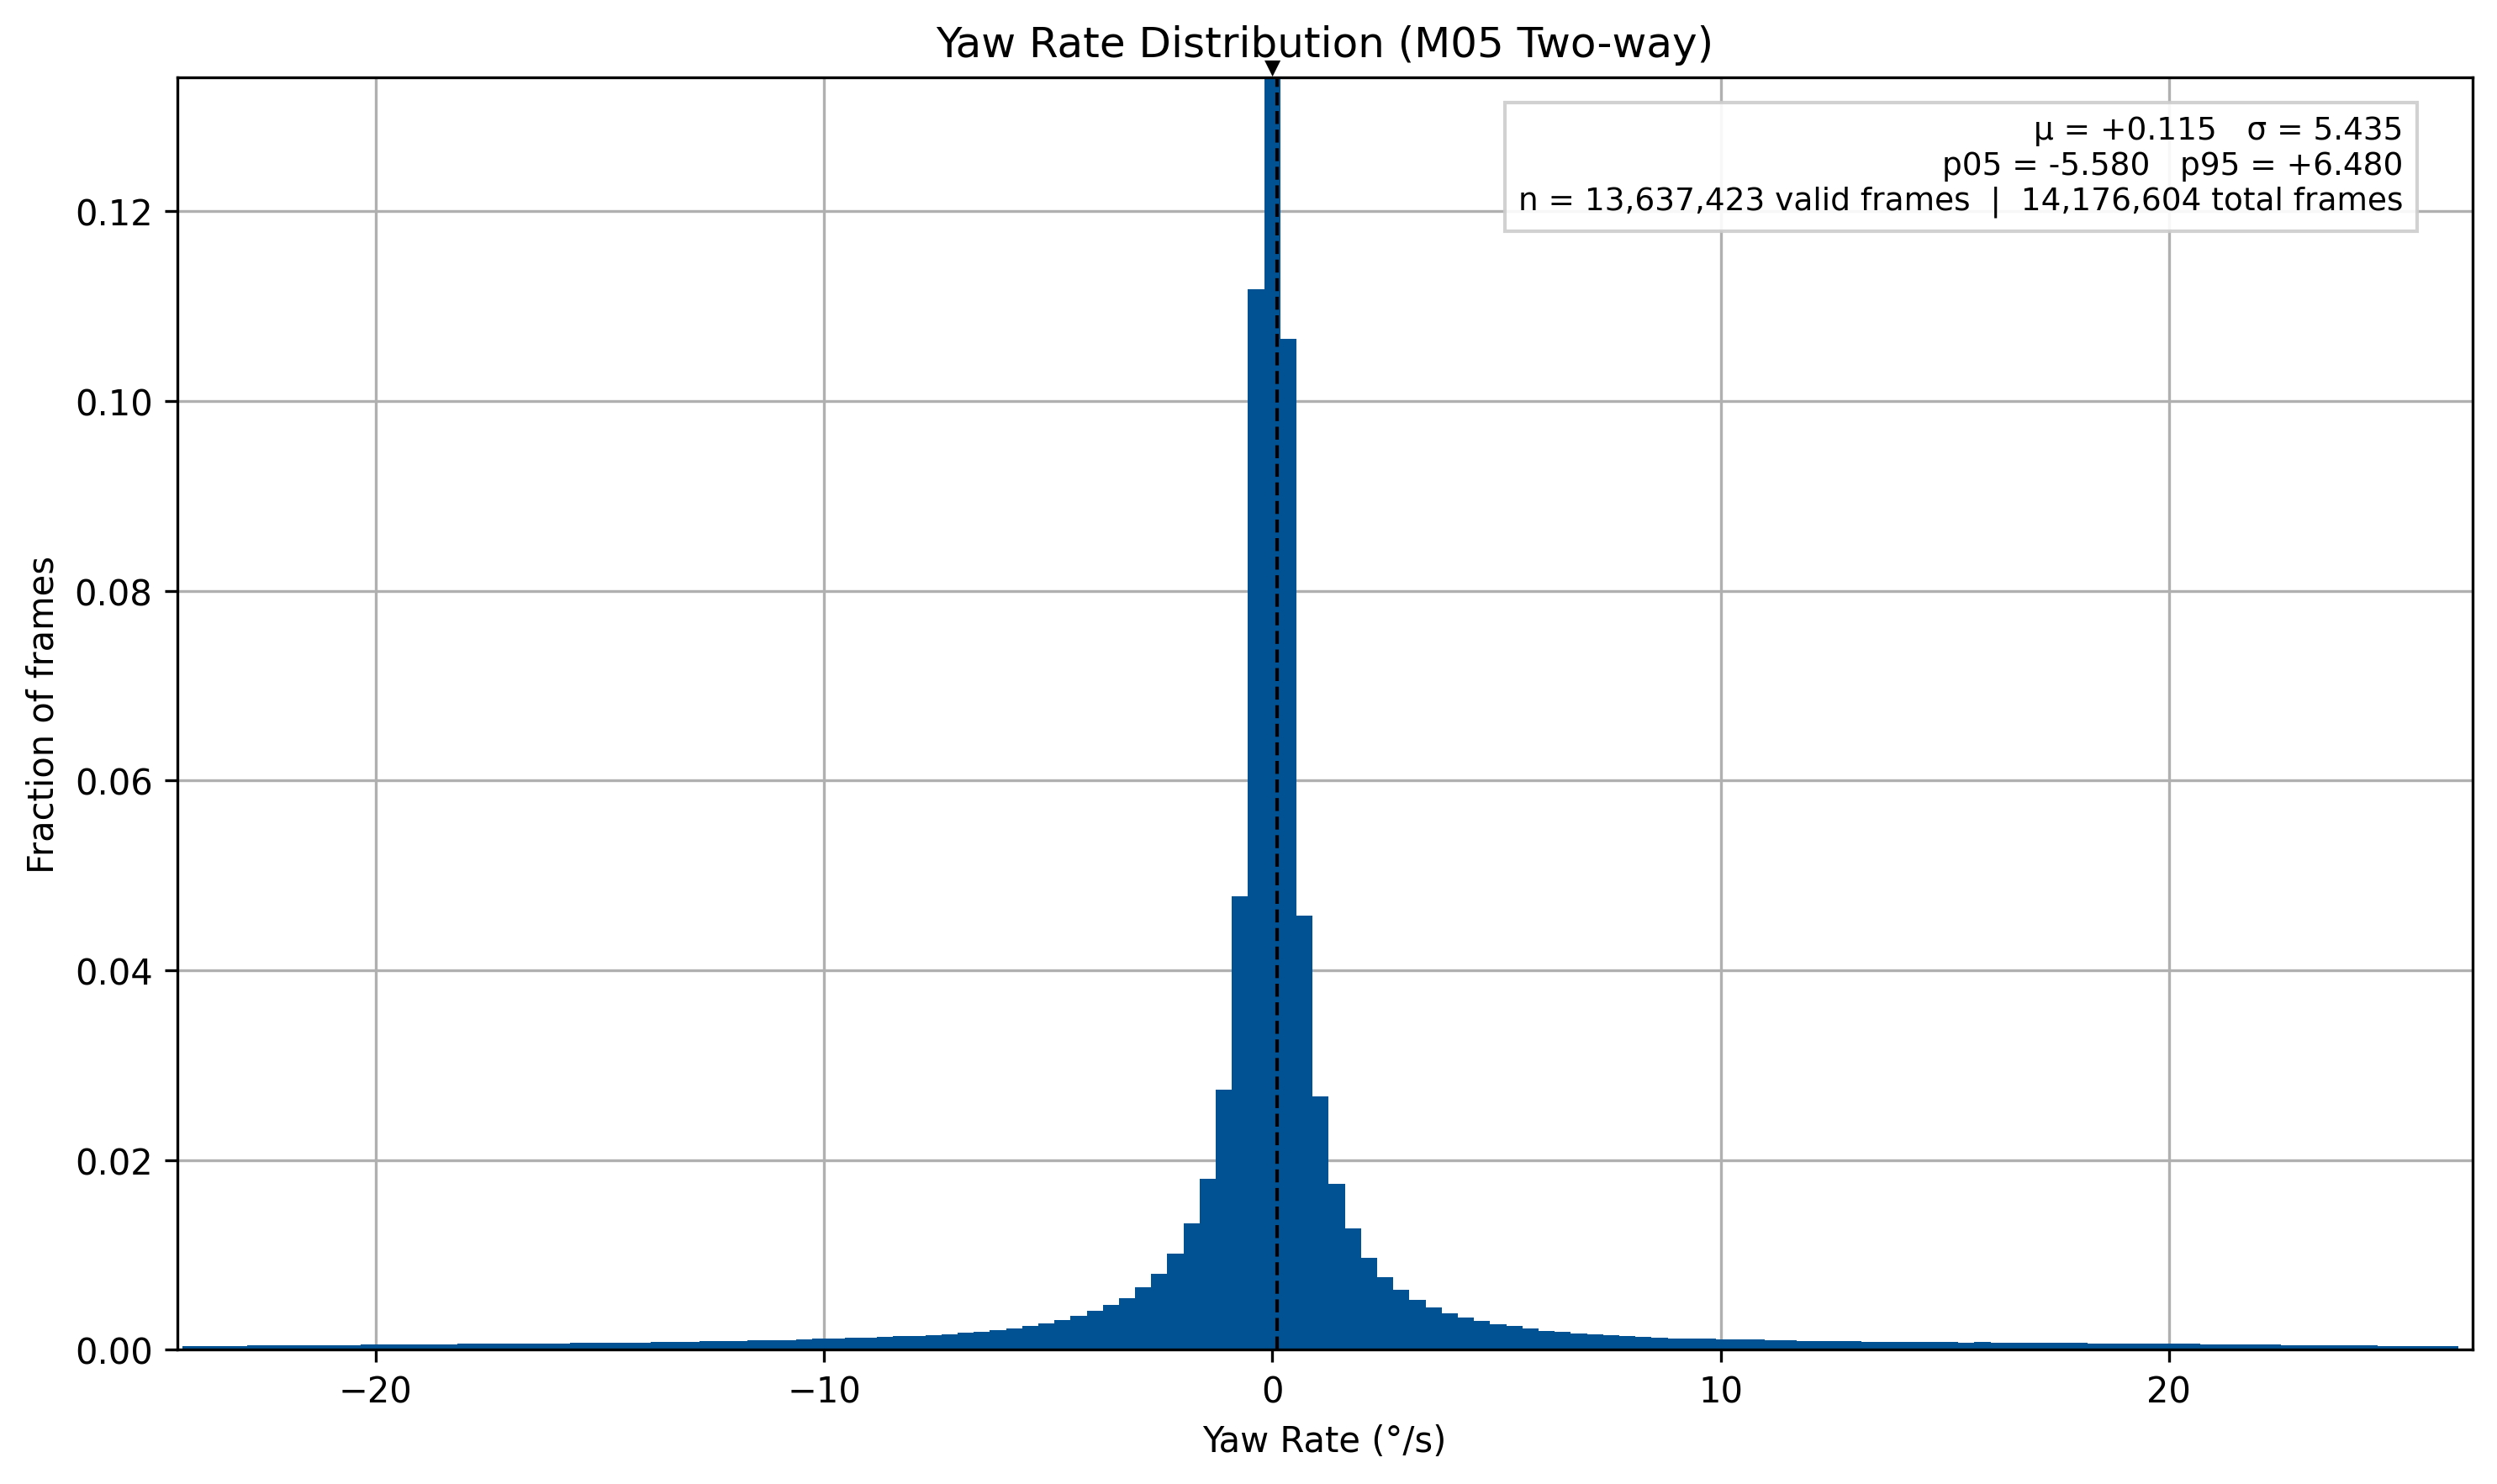 Yaw Rate Distribution (M05 Two-way)
µ = +0.115   σ = 5.435
p05 = -5.580   p95 = +6.480
n = 13,637,423 valid frames  |  14,176,604 total frames
Fraction of frames
0.12
0.10
0.08
0.06
0.04
0.02
0.00
−20
−10
0
10
20
Yaw Rate (°/s)